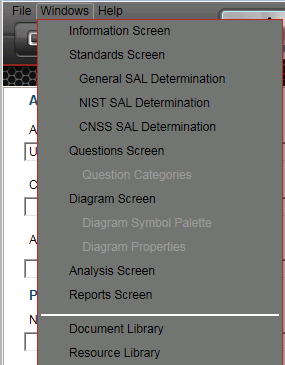 File Windows Help
Information Screen
Standards Screen
General SAL Determination
NIST SAL Determination
CNSS SAL Determination
Questions Screen
Question Categories
Diagram Screen
Diagram Symbol Palette
Diagram Properties
Analysis Screen
Reports Screen
Document Library
Resource Library